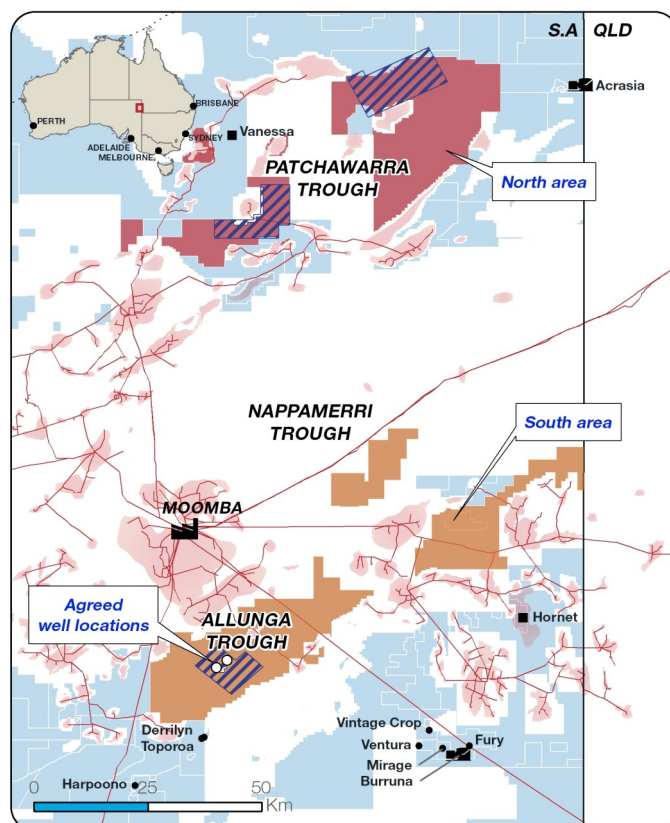 S.A QLD
Acrasia
BRISBANE
PERTH
SYDNEY
ADELAIDE
MELBOURNE
Vanessa
PATCHAWARRA
TROUGH
North area
NAPPAMERRI
TROUGH
South area
MOOMBA
Agreed
well locations
ALLUNGA
TROUGH
Hornet
Derrilyn
Toporoa
Vintage Crop
Ventura
Fury
Mirage
Burruna
Harpoono
0 25 50
Km